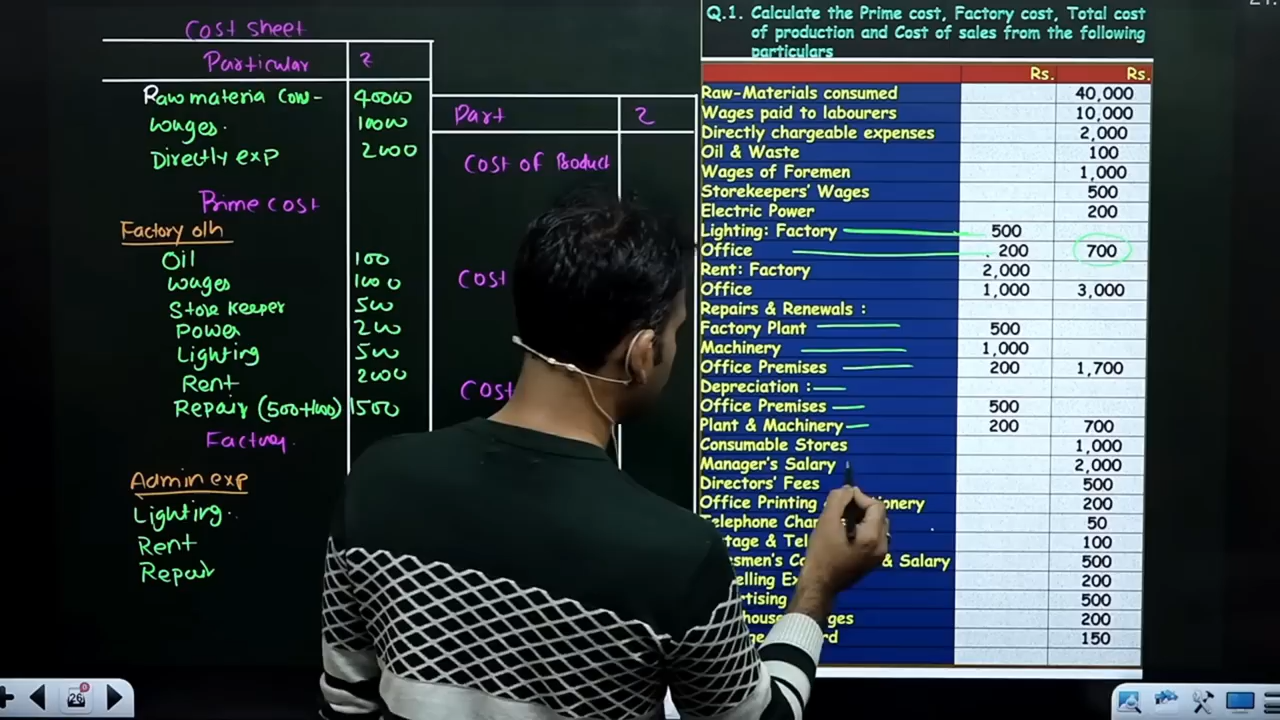 Cost sheet
Particular ₹
Raw materia con- 40000
Wages. 10000
Directly exp 2000
Prime cost
Factory o/h
Oil 100
Wages 1000
Store Keeper 500
Power 200
Lighting 500
Rent 2000
Repair (500+1000) 1500
Factory.
Admin exp
Lighting.
Rent
Repair
Part ₹
Cost of Product
Cost
Cost
Q.1. Calculate the Prime cost, Factory cost, Total cost
of production and Cost of sales from the following
particulars
Rs. Rs.
Raw-Materials consumed 40,000
Wages paid to labourers 10,000
Directly chargeable expenses 2,000
Oil & Waste 100
Wages of Foremen 1,000
Storekeepers' Wages 500
Electric Power 200
Lighting: Factory 500
Office 200 700
Rent: Factory 2,000
Office 1,000 3,000
Repairs & Renewals :
Factory Plant 500
Machinery 1,000
Office Premises 200 1,700
Depreciation :
Office Premises 500
Plant & Machinery 200 700
Consumable Stores 1,000
Manager's Salary 2,000
Directors' Fees 500
Office Printing 200
Telephone 50
& 100
& Salary 500
200
500
200
150
26